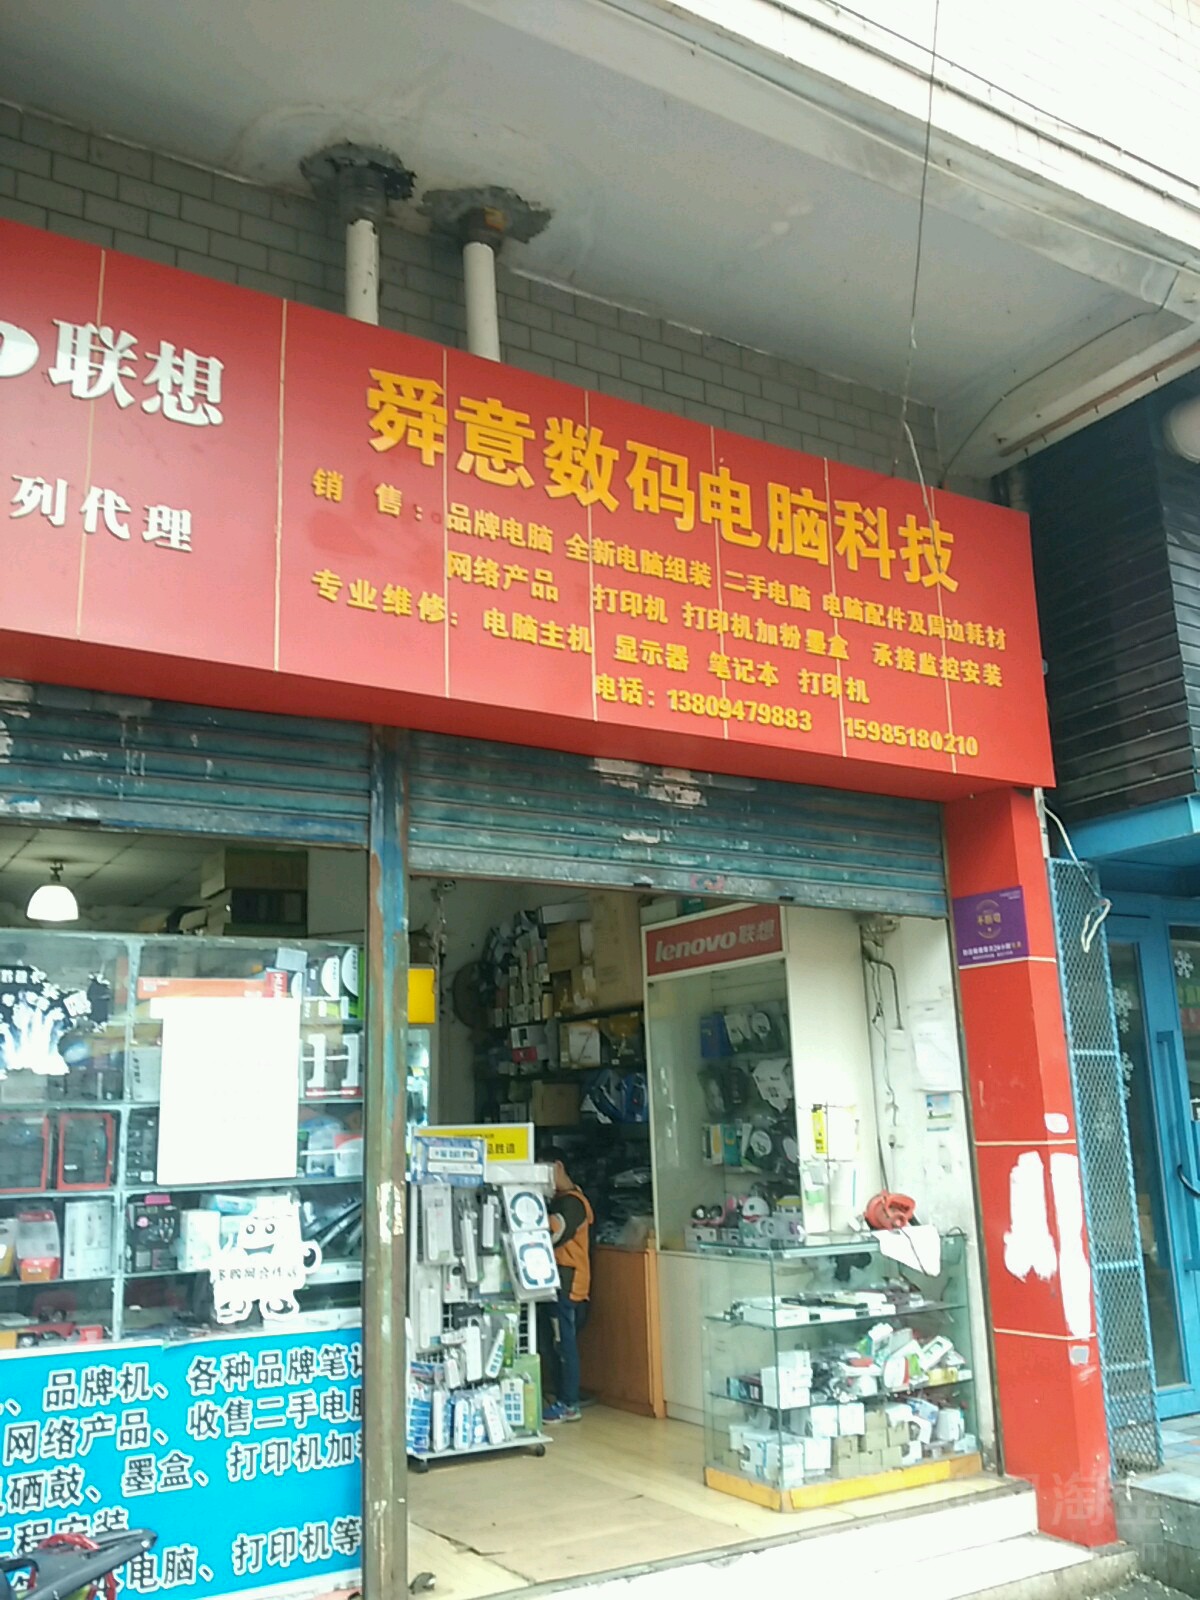 联想
列代理
舜意数码电脑科技
销 售：品牌电脑 全新电脑组装 二手电脑 电脑配件及周边耗材
网络产品 打印机 打印机加粉墨盒 承接监控安装
专业维修：电脑主机 显示器 笔记本 打印机
电话：13809479883 15985180210
lenovo联想
、品牌机、各种品牌笔记
网络产品、收售二手电脑
硒鼓、墨盒、打印机加
工程安装
电脑、打印机等